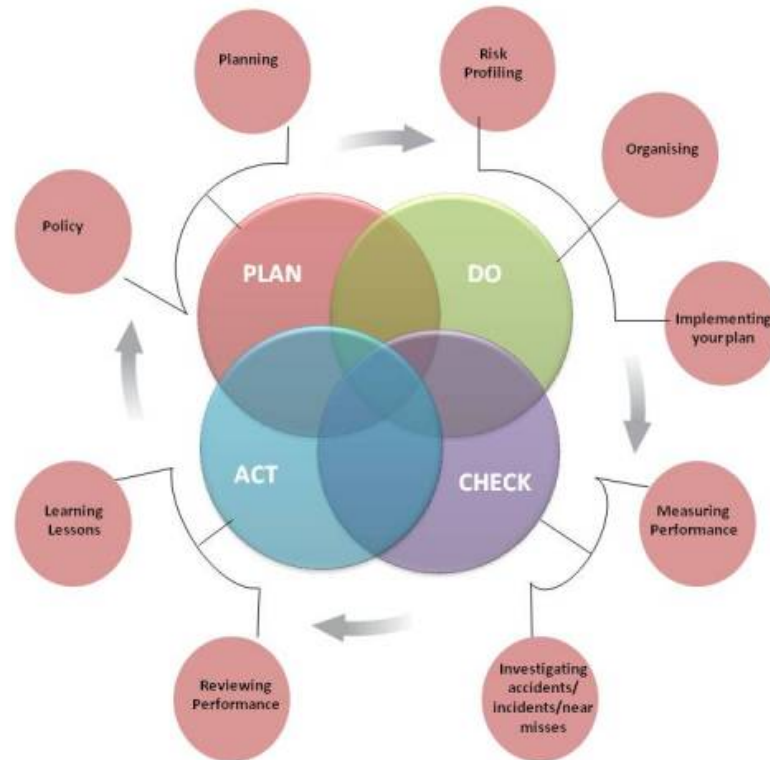 Planning
Risk
Profiling
Organising
Policy
PLAN
DO
Implementing
your plan
ACT
CHECK
Learning
Lessons
Measuring
Performance
Reviewing
Performance
Investigating
accidents/
incidents/near
misses